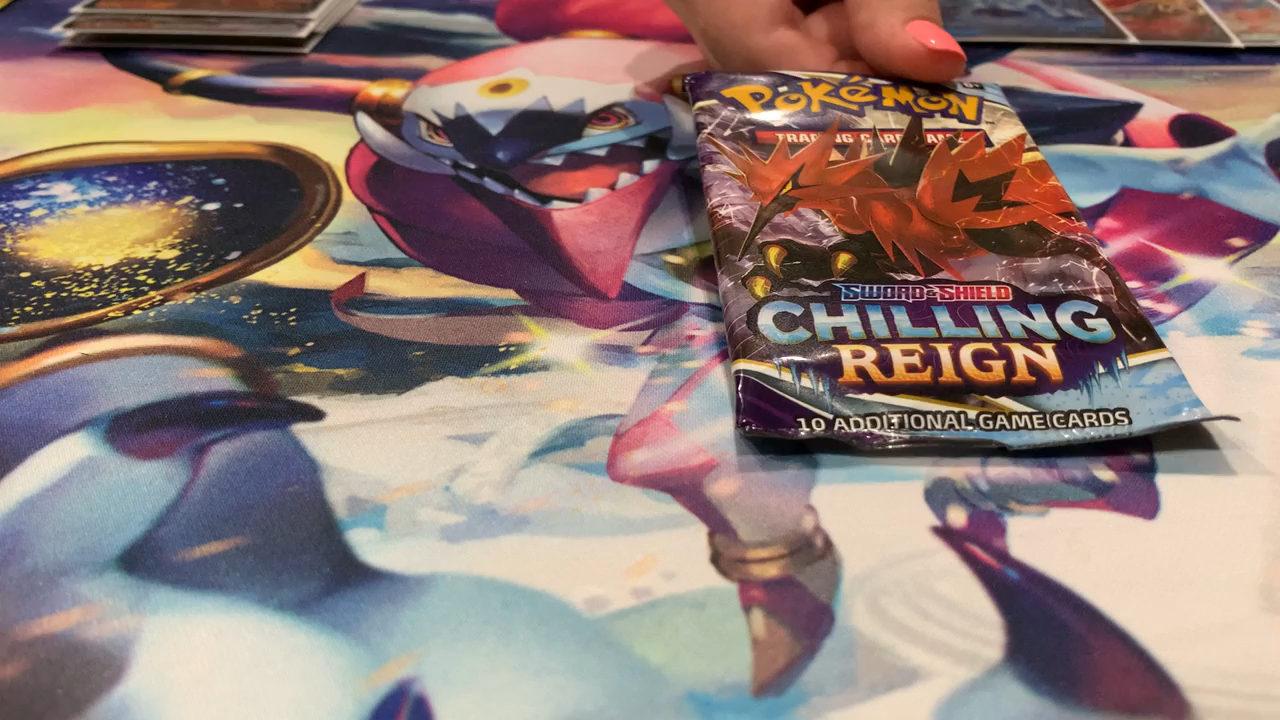 POKÉMON
TRADING CARD GAME
SWORD & SHIELD
CHILLING
REIGN
10 ADDITIONAL GAME CARDS